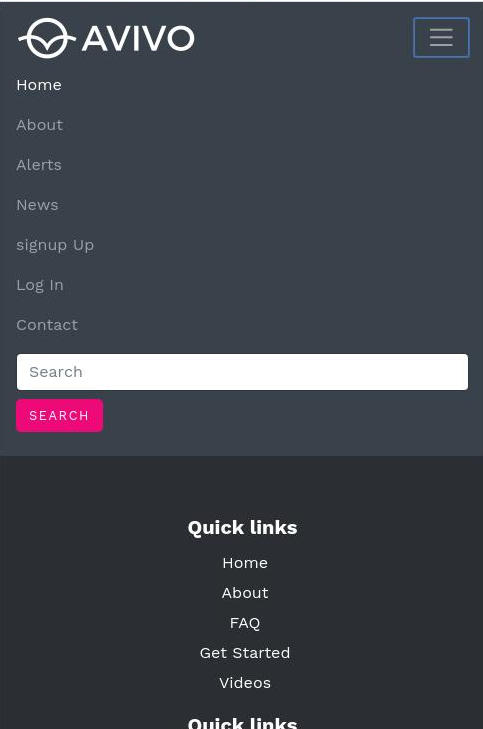 AVIVO
Home
About
Alerts
News
signup Up
Log In
Contact
Search
SEARCH
Quick links
Home
About
FAQ
Get Started
Videos
Quick links